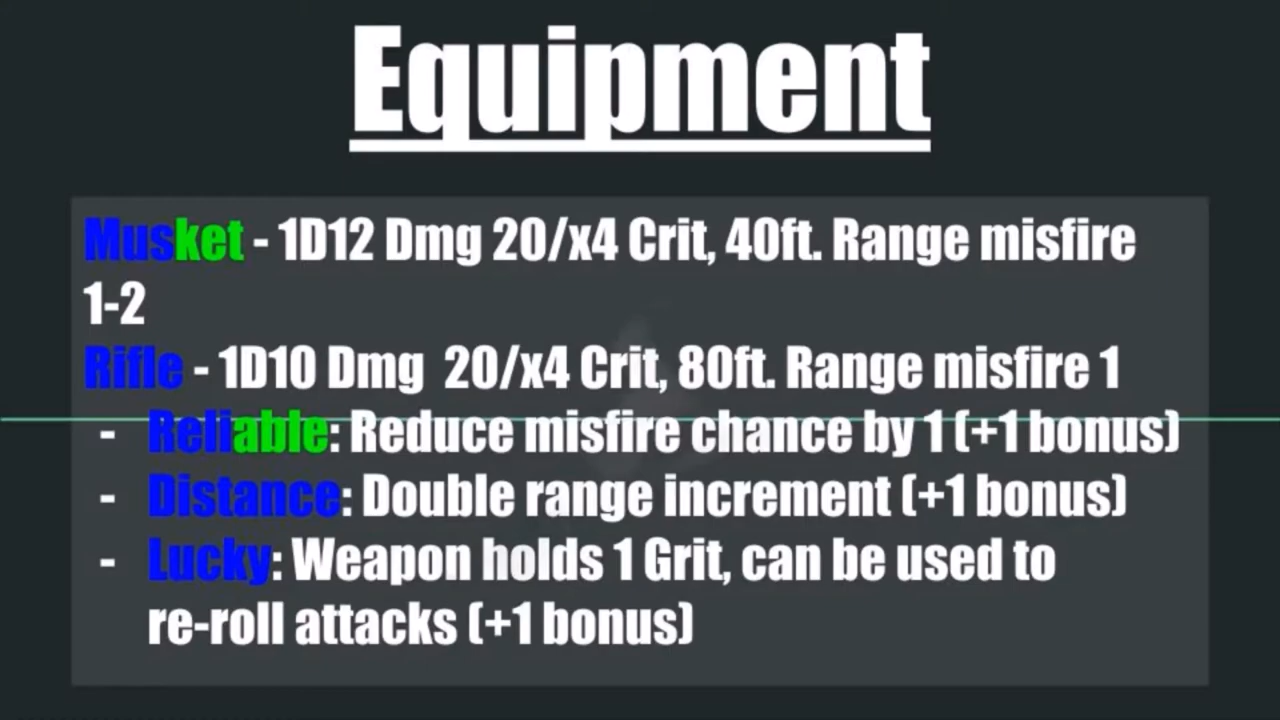 Equipment
Musket - 1D12 Dmg 20/x4 Crit, 40ft. Range misfire
1-2
Rifle - 1D10 Dmg  20/x4 Crit, 80ft. Range misfire 1
- Reliable: Reduce misfire chance by 1 (+1 bonus)
- Distance: Double range increment (+1 bonus)
- Lucky: Weapon holds 1 Grit, can be used to
re-roll attacks (+1 bonus)